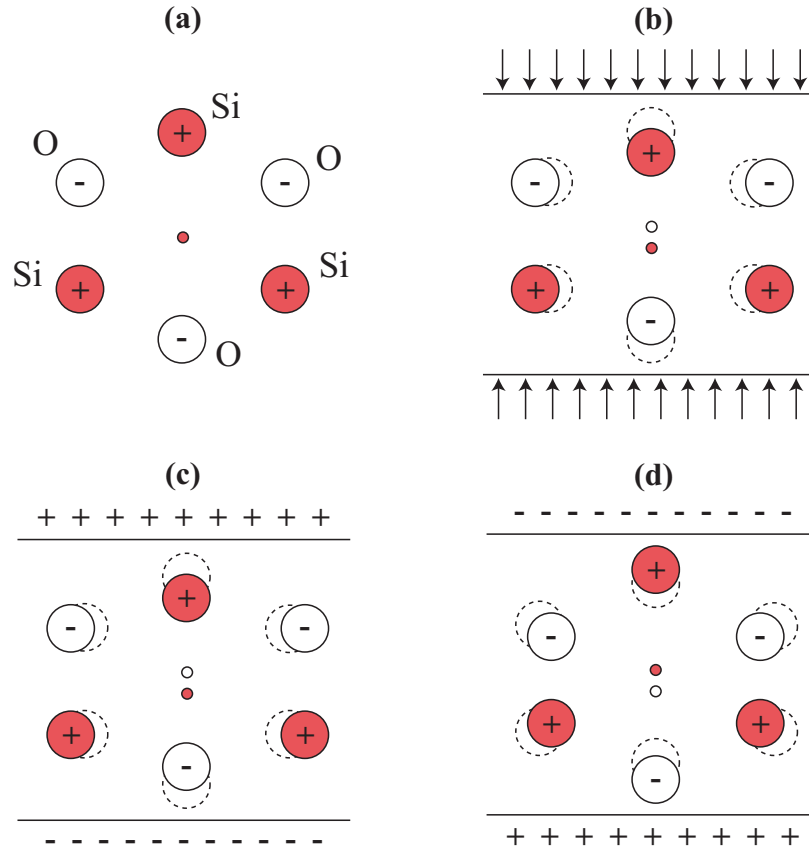 (a)
Si
+
O
-
O
-
Si
+
Si
+
-
O
(b)
+
-
-
+
+
-
(c)
+ + + + + + + + +
+
-
-
+
+
-
- - - - - - - - - - -
(d)
- - - - - - - - - - -
+
-
-
+
+
-
+ + + + + + + + +